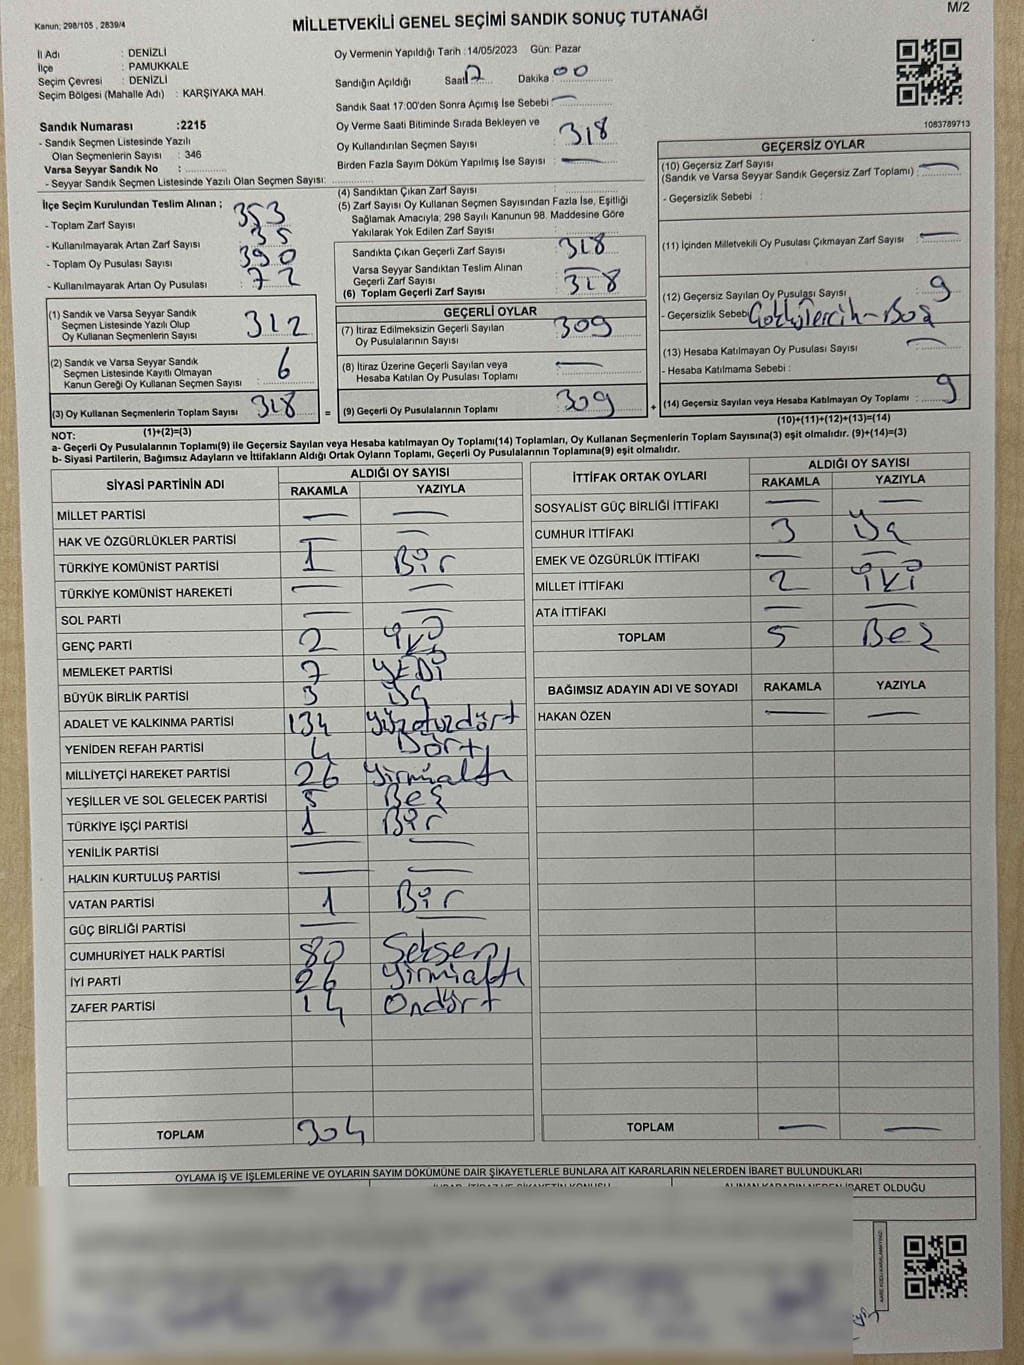 Kanun; 298/105 , 2839/4
MİLLETVEKİLİ GENEL SEÇİMİ SANDIK SONUÇ TUTANAĞI
M/2
İl Adı : DENİZLİ
İlçe : PAMUKKALE
Seçim Çevresi : DENİZLİ
Seçim Bölgesi (Mahalle Adı) : KARŞIYAKA MAH.
Sandık Numarası :2215
- Sandık Seçmen Listesinde Yazılı
Olan Seçmenlerin Sayısı : 346
Varsa Seyyar Sandık No :
- Seyyar Sandık Seçmen Listesinde Yazılı Olan Seçmen Sayısı:
Oy Vermenin Yapıldığı Tarih :14/05/2023 Gün: Pazar
Sandığın Açıldığı Saat 17 Dakika : 00
Sandık Saat 17:00'den Sonra Açımış İse Sebebi : —
Oy Verme Saati Bitiminde Sırada Bekleyen ve
Oy Kullandırılan Seçmen Sayısı : 318
Birden Fazla Sayım Döküm Yapılmış İse Sayısı : —
1083789713
İlçe Seçim Kurulundan Teslim Alınan ;
- Toplam Zarf Sayısı : 353
- Kullanılmayarak Artan Zarf Sayısı : 35
- Toplam Oy Pusulası Sayısı : 390
- Kullanılmayarak Artan Oy Pusulası : 72
(4) Sandıktan Çıkan Zarf Sayısı :
(5) Zarf Sayısı Oy Kullanan Seçmen Sayısından Fazla İse, Eşitliği
Sağlamak Amacıyla; 298 Sayılı Kanunun 98. Maddesine Göre
Yakılarak Yok Edilen Zarf Sayısı :
Sandıkta Çıkan Geçerli Zarf Sayısı : 318
Varsa Seyyar Sandıktan Teslim Alınan
Geçerli Zarf Sayısı : —
(6) Toplam Geçerli Zarf Sayısı : 318
GEÇERSİZ OYLAR
(10) Geçersiz Zarf Sayısı
(Sandık ve Varsa Seyyar Sandık Geçersiz Zarf Toplamı) : —
- Geçersizlik Sebebi :
(11) İçinden Milletvekili Oy Pusulası Çıkmayan Zarf Sayısı : —
(12) Geçersiz Sayılan Oy Pusulası Sayısı : 9
- Geçersizlik Sebebi
(13) Hesaba Katılmayan Oy Pusulası Sayısı : —
- Hesaba Katılmama Sebebi :
(14) Geçersiz Sayılan veya Hesaba Katılmayan Oy Toplamı : 9
(10)+(11)+(12)+(13)=(14)
(1) Sandık ve Varsa Seyyar Sandık
Seçmen Listesinde Yazılı Olup
Oy Kullanan Seçmenlerin Sayısı : 312
(2) Sandık ve Varsa Seyyar Sandık
Seçmen Listesinde Kayıtlı Olmayan
Kanun Gereği Oy Kullanan Seçmen Sayısı : 6
(3) Oy Kullanan Seçmenlerin Toplam Sayısı : 318 =
(1)+(2)=(3)
GEÇERLİ OYLAR
(7) İtiraz Edilmeksizin Geçerli Sayılan
Oy Pusulalarının Sayısı : 309
(8) İtiraz Üzerine Geçerli Sayılan veya
Hesaba Katılan Oy Pusulası Toplamı : —
(9) Geçerli Oy Pusulalarının Toplamı : 309 +
NOT:
a- Geçerli Oy Pusulalarının Toplamı(9) ile Geçersiz Sayılan veya Hesaba katılmayan Oy Toplamı(14) Toplamları, Oy Kullanan Seçmenlerin Toplam Sayısına(3) eşit olmalıdır. (9)+(14)=(3)
b- Siyasi Partilerin, Bağımsız Adayların ve İttifakların Aldığı Ortak Oyların Toplamı, Geçerli Oy Pusulalarının Toplamına(9) eşit olmalıdır.
SİYASİ PARTİNİN ADI ALDIĞI OY SAYISI
RAKAMLA YAZIYLA
MİLLET PARTİSİ — —
HAK VE ÖZGÜRLÜKLER PARTİSİ — —
TÜRKİYE KOMÜNİST PARTİSİ 1 Bir
TÜRKİYE KOMÜNİST HAREKETİ — —
SOL PARTİ — —
GENÇ PARTİ 2 İki
MEMLEKET PARTİSİ 7 YEDİ
BÜYÜK BİRLİK PARTİSİ 3 Üç
ADALET VE KALKINMA PARTİSİ 134 Yüzotuzdört
YENİDEN REFAH PARTİSİ 4 Dört
MİLLİYETÇİ HAREKET PARTİSİ 26 Yirmialtı
YEŞİLLER VE SOL GELECEK PARTİSİ 5 Beş
TÜRKİYE İŞÇİ PARTİSİ 1 Bir
YENİLİK PARTİSİ — —
HALKIN KURTULUŞ PARTİSİ — —
VATAN PARTİSİ 1 Bir
GÜÇ BİRLİĞİ PARTİSİ — —
CUMHURİYET HALK PARTİSİ 80 Seksen
İYİ PARTİ 26 Yirmialtı
ZAFER PARTİSİ 14 Ondört
TOPLAM 304
İTTİFAK ORTAK OYLARI ALDIĞI OY SAYISI
RAKAMLA YAZIYLA
SOSYALİST GÜÇ BİRLİĞİ İTTİFAKI — —
CUMHUR İTTİFAKI 3 Üç
EMEK VE ÖZGÜRLÜK İTTİFAKI — —
MİLLET İTTİFAKI 2 İki
ATA İTTİFAKI — —
TOPLAM 5 Beş
BAĞIMSIZ ADAYIN ADI VE SOYADI RAKAMLA YAZIYLA
HAKAN ÖZEN — —
TOPLAM — —
OYLAMA İŞ VE İŞLEMLERİNE VE OYLARIN SAYIM DÖKÜMÜNE DAİR ŞİKAYETLERLE BUNLARA AİT KARARLARIN NELERDEN İBARET BULUNDUKLARI